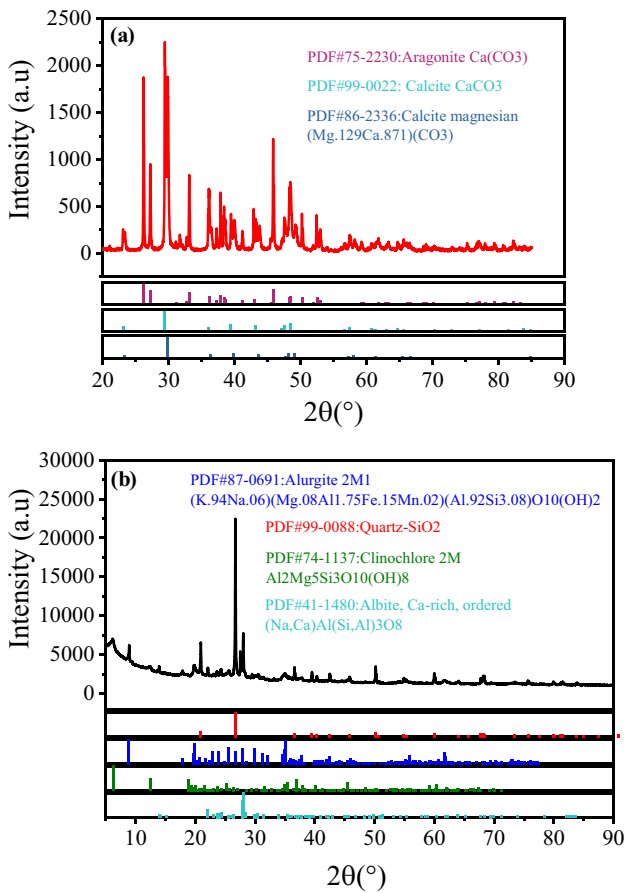 (a)
PDF#75-2230:Aragonite Ca(CO3)
PDF#99-0022: Calcite CaCO3
PDF#86-2336:Calcite magnesian
(Mg.129Ca.871)(CO3)
Intensity (a.u)
2500
2000
1500
1000
500
0
20 30 40 50 60 70 80 90
2θ(°)
(b)
PDF#87-0691:Alurgite 2M1
(K.94Na.06)(Mg.08Al1.75Fe.15Mn.02)(Al.92Si3.08)O10(OH)2
PDF#99-0088:Quartz-SiO2
PDF#74-1137:Clinochlore 2M
Al2Mg5Si3O10(OH)8
PDF#41-1480:Albite, Ca-rich, ordered
(Na,Ca)Al(Si,Al)3O8
Intensity (a.u)
30000
25000
20000
15000
10000
5000
0
10 20 30 40 50 60 70 80 90
2θ(°)